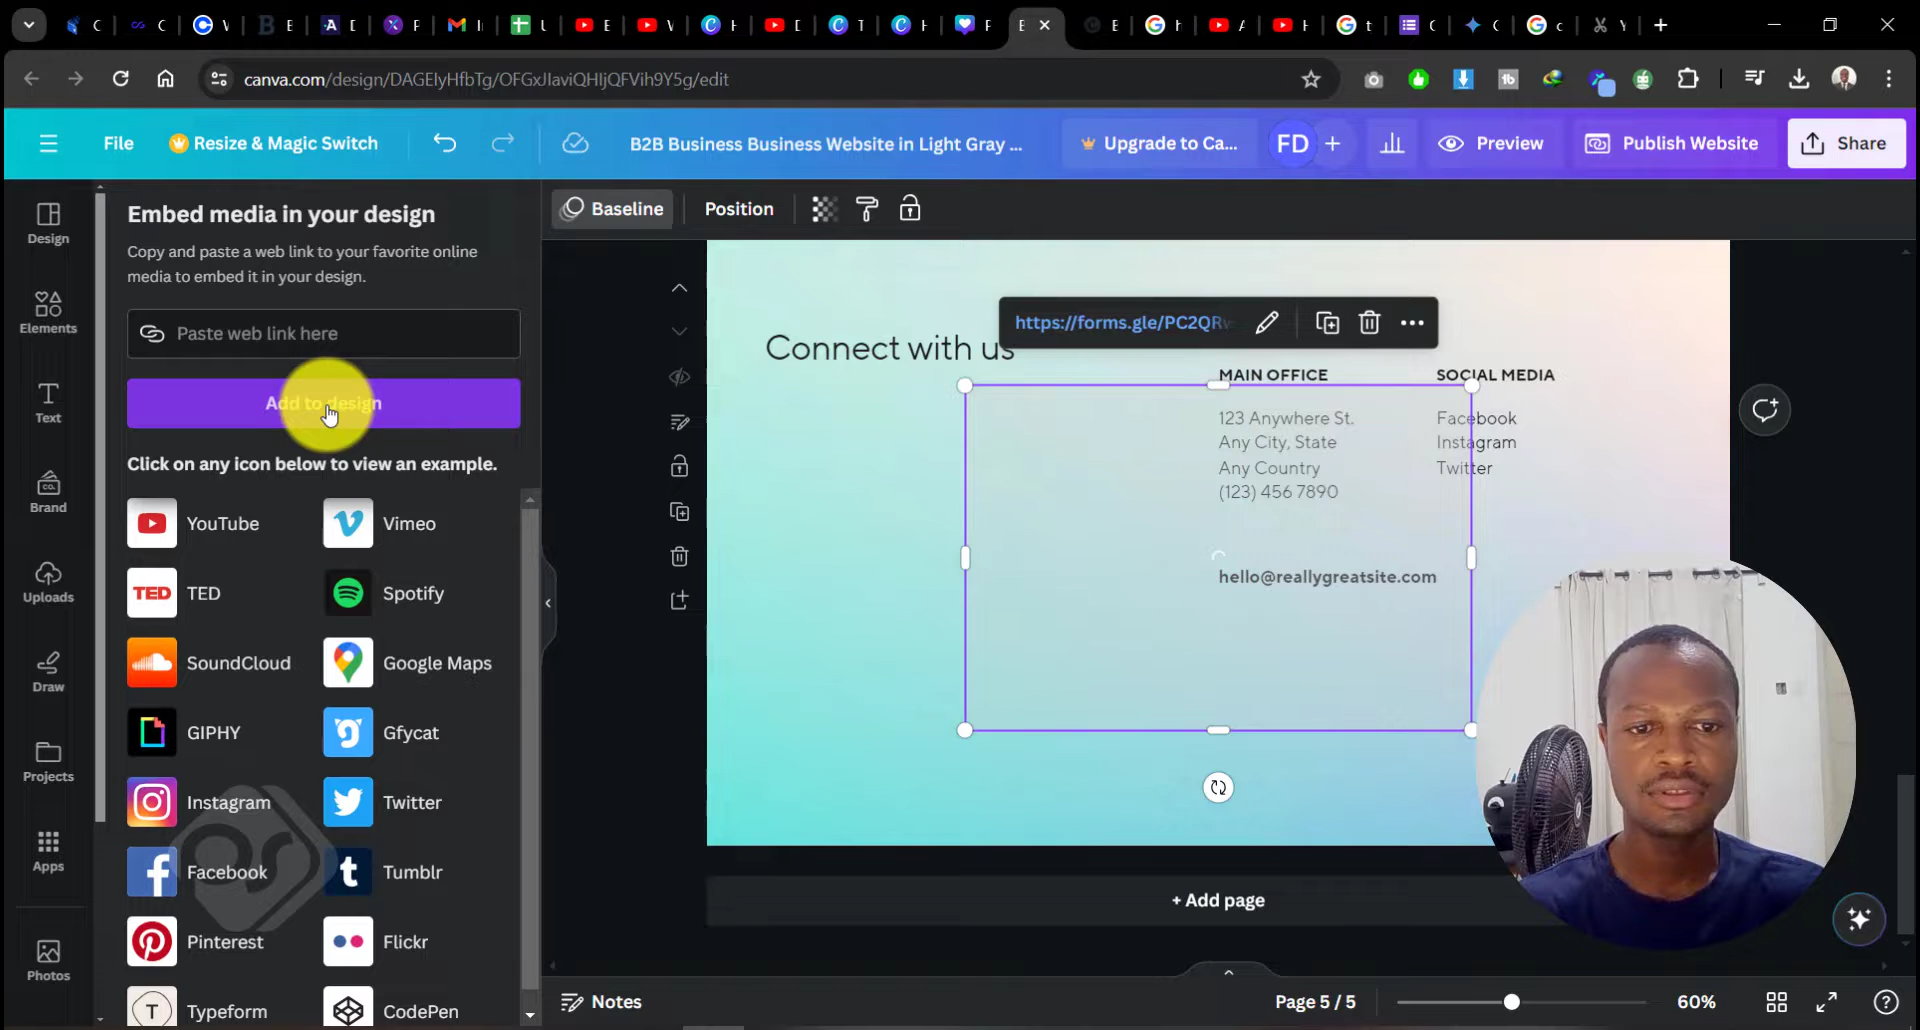 canva.com/design/DAGElyHfbTg/OFGxJIaviQHIjQFVih9Y5g/edit
File
Resize & Magic Switch
B2B Business Business Website in Light Gray ...
Upgrade to Ca...
FD
Preview
Publish Website
Share
Design
Elements
Text
Brand
Uploads
Draw
Projects
Apps
Photos
Embed media in your design
Copy and paste a web link to your favorite online
media to embed it in your design.
Paste web link here
Add to design
Click on any icon below to view an example.
YouTube
Vimeo
TED
TED
Spotify
SoundCloud
Google Maps
GIPHY
Gfycat
Instagram
Twitter
Facebook
Tumblr
Pinterest
Flickr
Typeform
CodePen
Baseline
Position
https://forms.gle/PC2QR
Connect with us
MAIN OFFICE
123 Anywhere St.
Any City, State
Any Country
(123) 456 7890
hello@reallygreatsite.com
SOCIAL MEDIA
Facebook
Instagram
Twitter
+ Add page
Notes
Page 5 / 5
60%